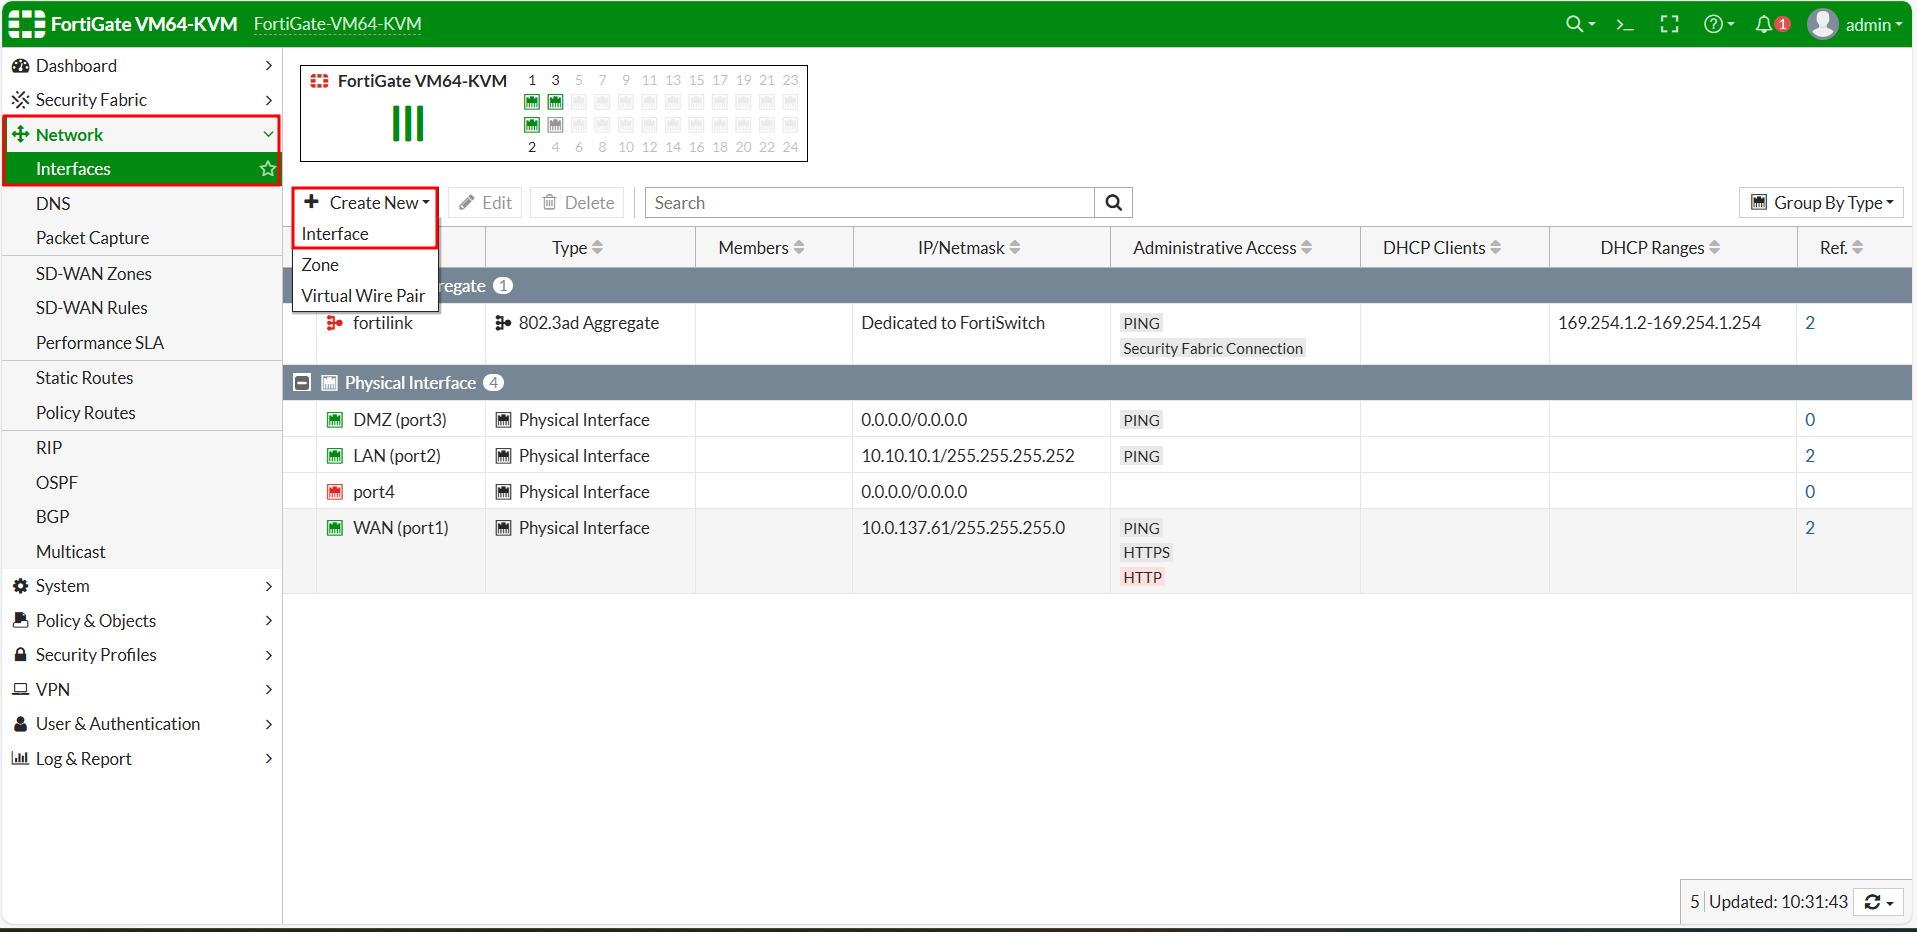 FortiGate VM64-KVM FortiGate-VM64-KVM 1 admin
Dashboard
Security Fabric
Network
Interfaces
DNS
Packet Capture
SD-WAN Zones
SD-WAN Rules
Performance SLA
Static Routes
Policy Routes
RIP
OSPF
BGP
Multicast
System
Policy & Objects
Security Profiles
VPN
User & Authentication
Log & Report
FortiGate VM64-KVM 1 3 5 7 9 11 13 15 17 19 21 23
2 4 6 8 10 12 14 16 18 20 22 24
Create New Edit Delete Search Group By Type
Interface
Zone
Virtual Wire Pair
Type Members IP/Netmask Administrative Access DHCP Clients DHCP Ranges Ref.
regate 1
fortilink 802.3ad Aggregate Dedicated to FortiSwitch PING 169.254.1.2-169.254.1.254 2
Security Fabric Connection
Physical Interface 4
DMZ (port3) Physical Interface 0.0.0.0/0.0.0.0 PING 0
LAN (port2) Physical Interface 10.10.10.1/255.255.255.252 PING 2
port4 Physical Interface 0.0.0.0/0.0.0.0 0
WAN (port1) Physical Interface 10.0.137.61/255.255.255.0 PING 2
HTTPS
HTTP
5 Updated: 10:31:43